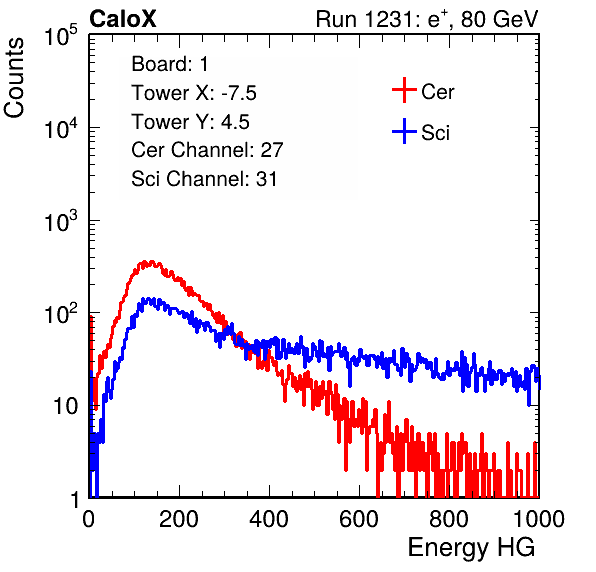 CaloX Run 1231: e⁺, 80 GeV
Counts
10⁵
10⁴
10³
10²
10
1
Board: 1
Tower X: -7.5
Tower Y: 4.5
Cer Channel: 27
Sci Channel: 31
Cer
Sci
0 200 400 600 800 1000
Energy HG